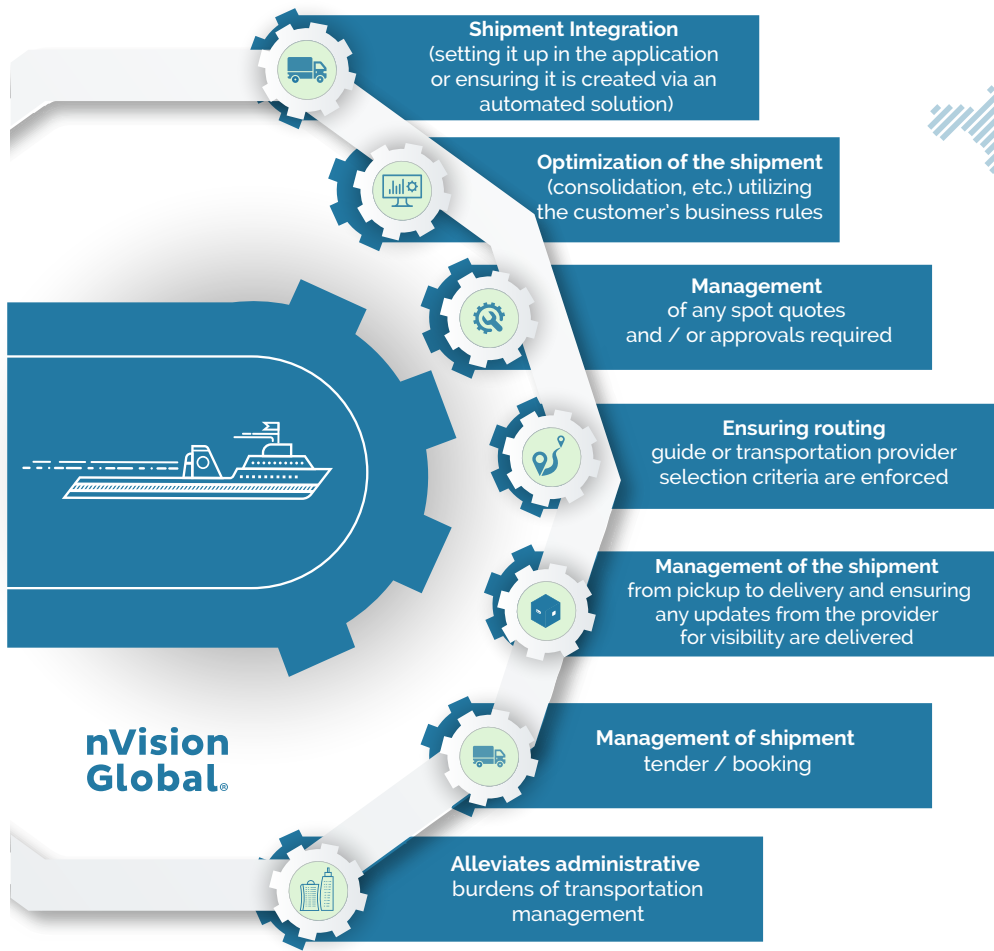 Shipment Integration
(setting it up in the application
or ensuring it is created via an
automated solution)
Optimization of the shipment
(consolidation, etc.) utilizing
the customer's business rules
Management
of any spot quotes
and / or approvals required
Ensuring routing
guide or transportation provider
selection criteria are enforced
Management of the shipment
from pickup to delivery and ensuring
any updates from the provider
for visibility are delivered
nVision
Global®
Management of shipment
tender / booking
Alleviates administrative
burdens of transportation
management